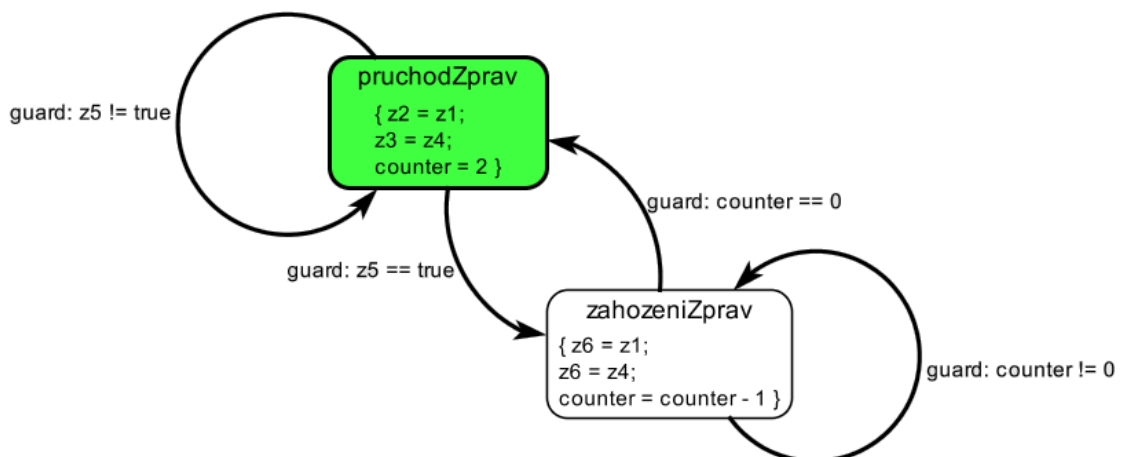 pruchodZprav
{ z2 = z1;
z3 = z4;
counter = 2 }
guard: z5 != true
guard: counter == 0
guard: z5 == true
zahozeniZprav
{ z6 = z1;
z6 = z4;
counter = counter - 1 }
guard: counter != 0